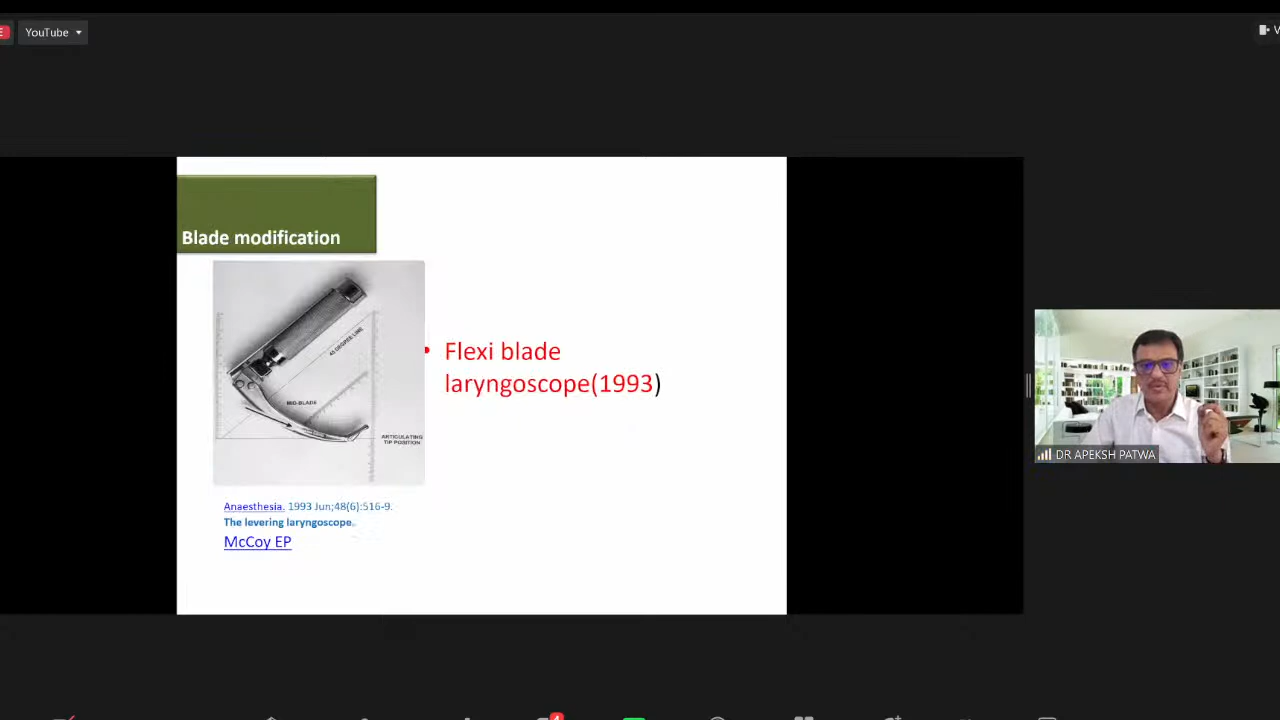 YouTube
Blade modification
45 DEGREE LINE
MID-BLADE
ARTICULATING
TIP POSITION
Flexi blade
laryngoscope(1993)
Anaesthesia. 1993 Jun;48(6):516-9.
The levering laryngoscope.
McCoy EP
DR APEKSH PATWA